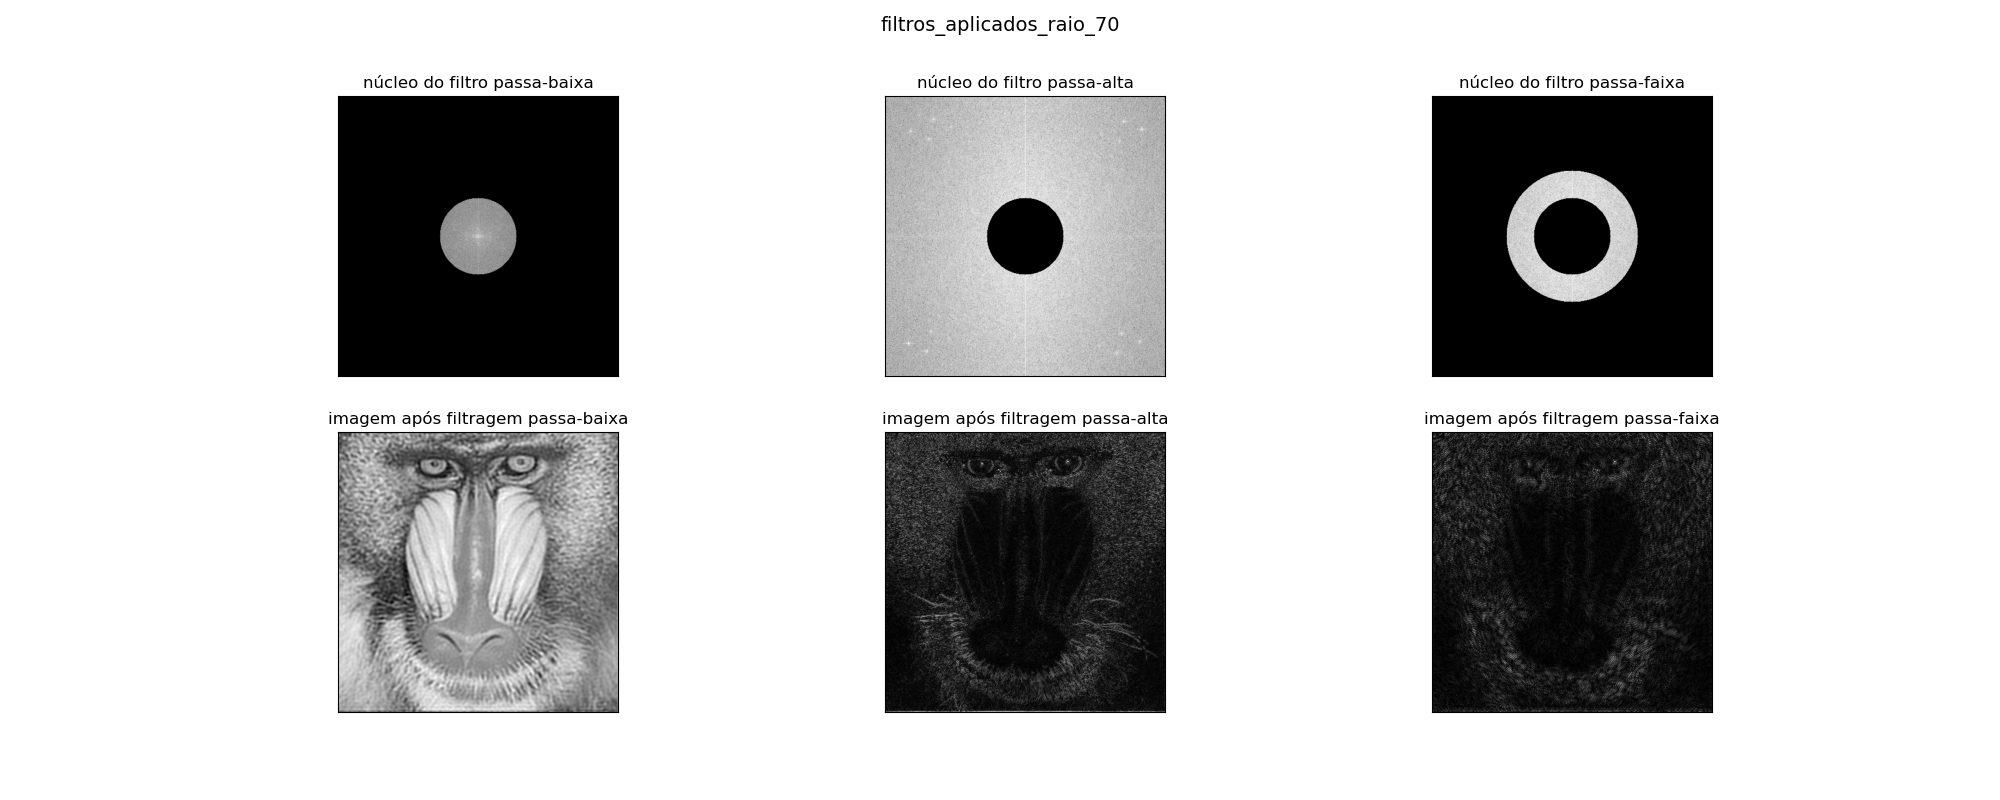 filtros_aplicados_raio_70
núcleo do filtro passa-baixa
núcleo do filtro passa-alta
núcleo do filtro passa-faixa
imagem após filtragem passa-baixa
imagem após filtragem passa-alta
imagem após filtragem passa-faixa